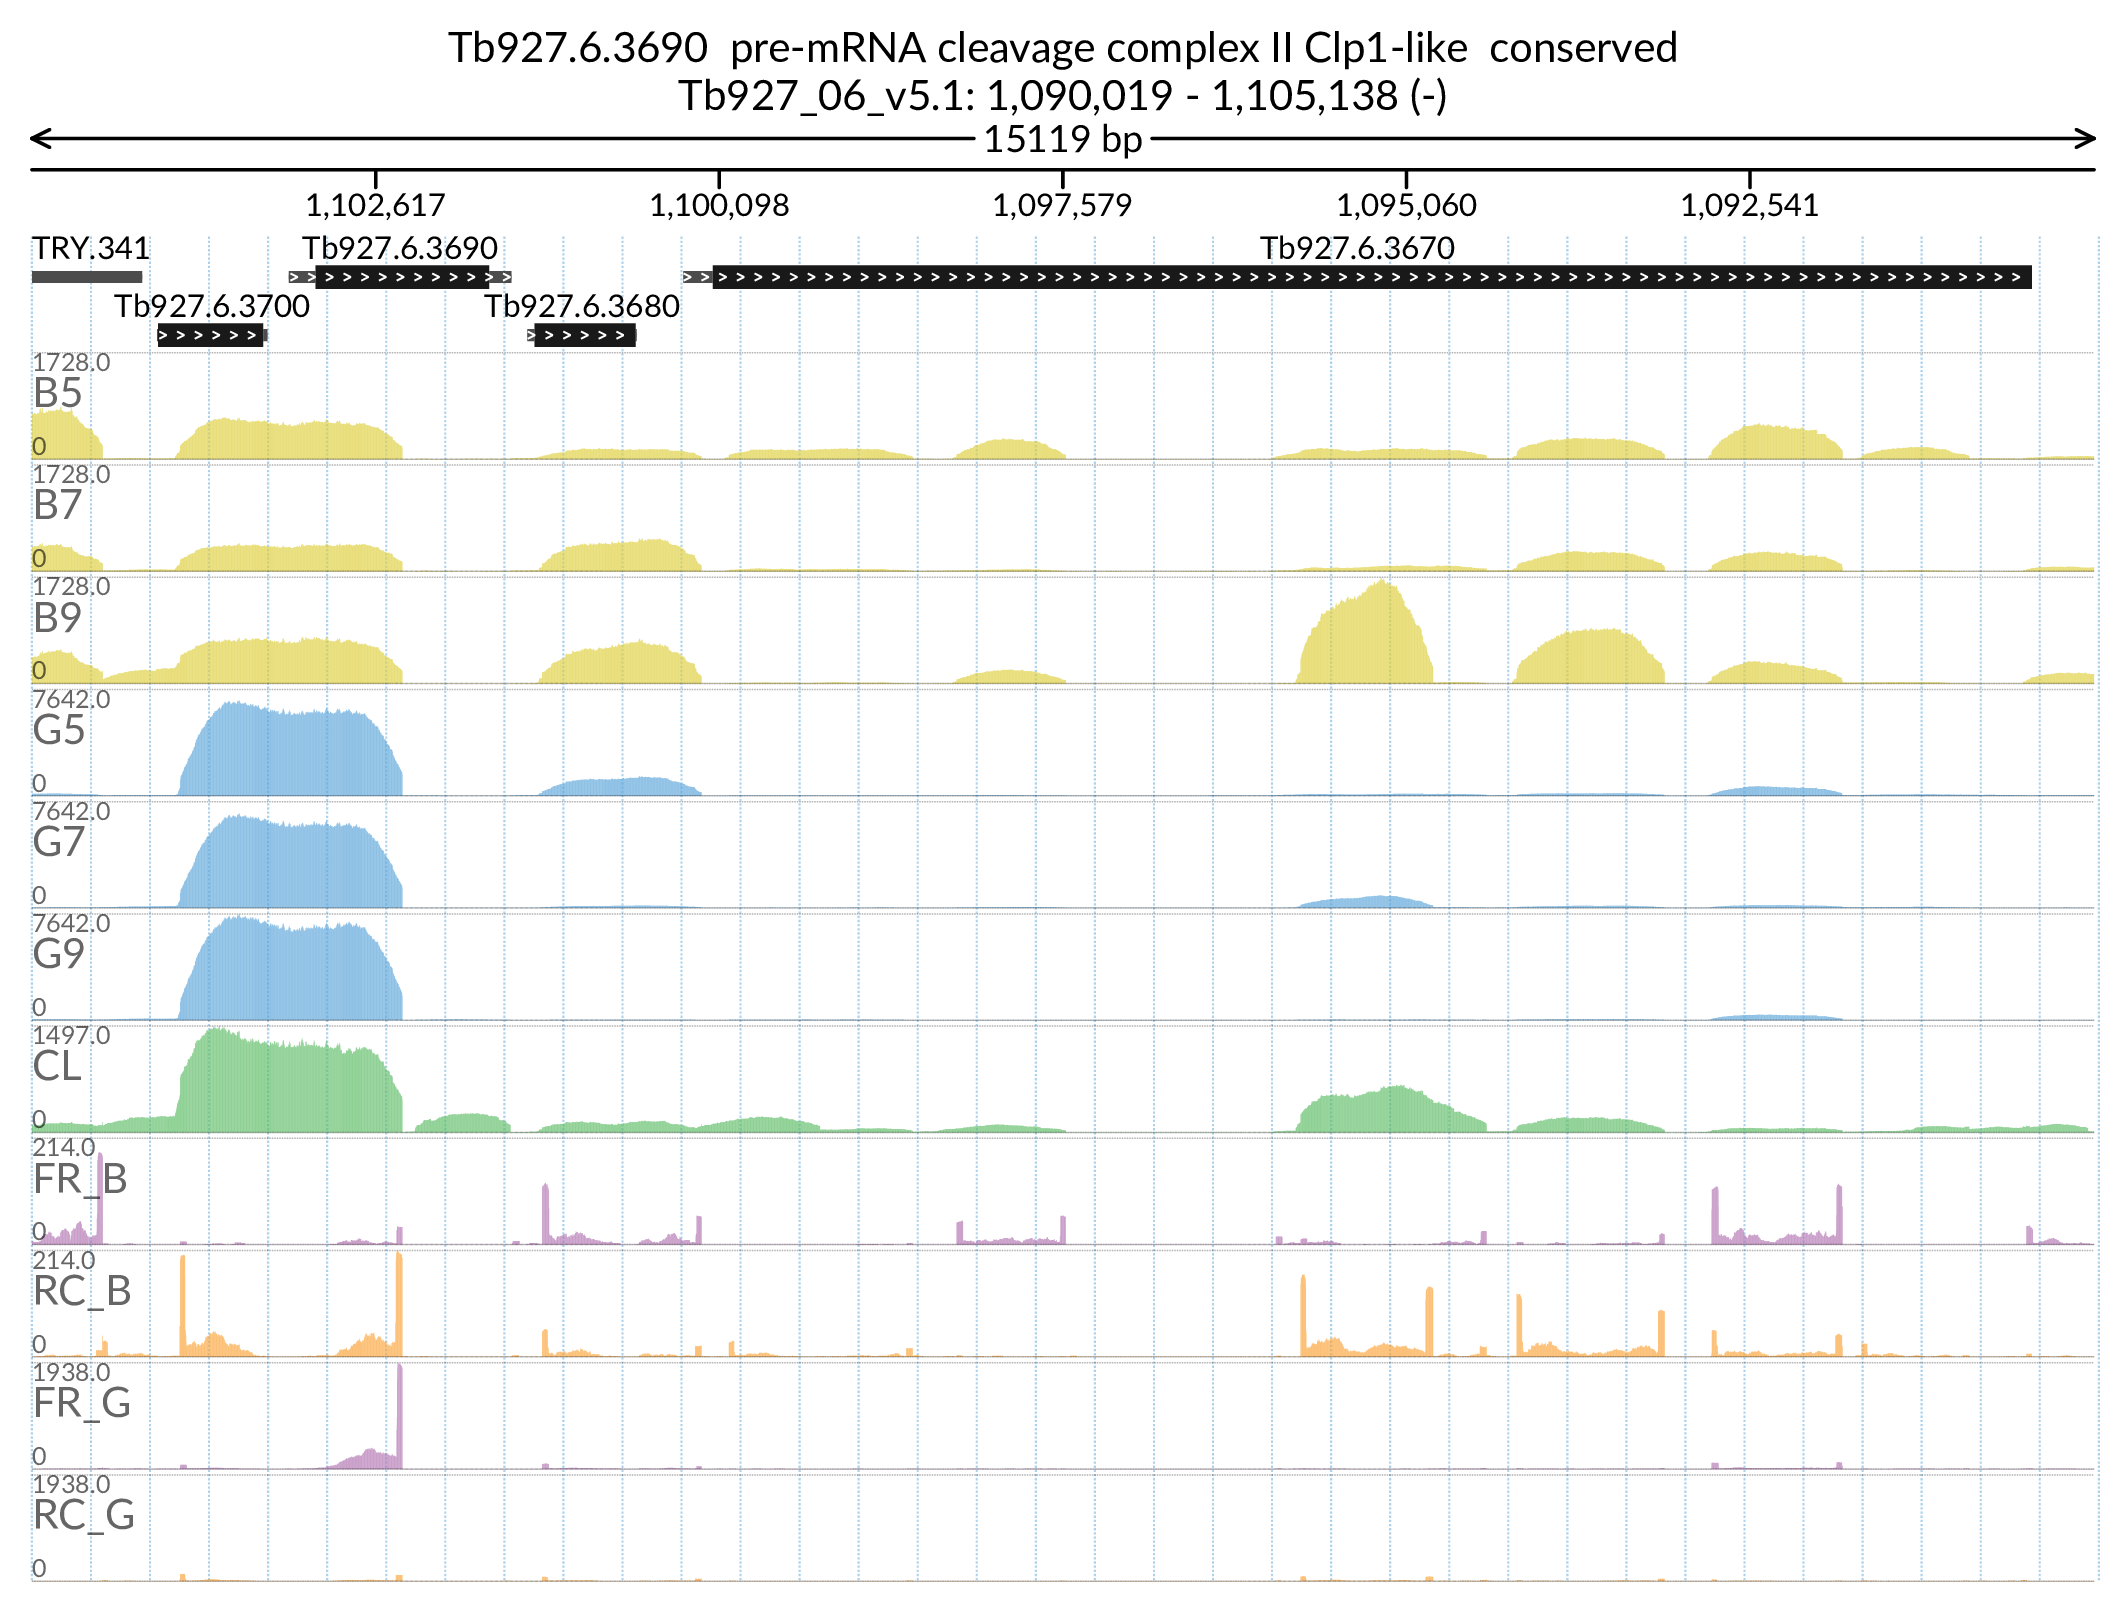 Tb927.6.3690  pre-mRNA cleavage complex II Clp1-like  conserved
Tb927_06_v5.1: 1,090,019 - 1,105,138 (-)
15119 bp
1,102,617 1,100,098 1,097,579 1,095,060 1,092,541
TRY.341 Tb927.6.3690 Tb927.6.3670
Tb927.6.3700 Tb927.6.3680
1728.0
B5
0
1728.0
B7
0
1728.0
B9
0
7642.0
G5
0
7642.0
G7
0
7642.0
G9
0
1497.0
CL
0
214.0
FR_B
0
214.0
RC_B
0
1938.0
FR_G
0
1938.0
RC_G
0